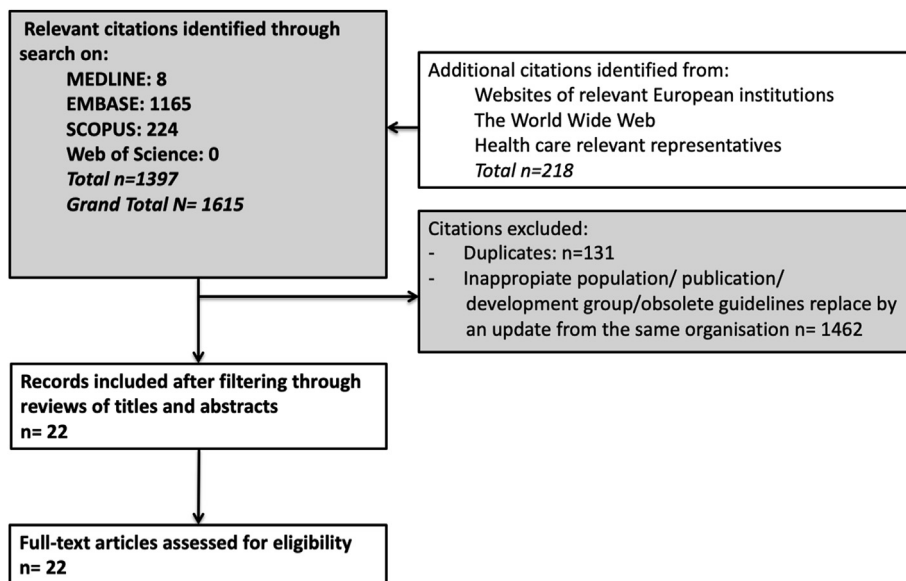 Relevant citations identified through
search on:
MEDLINE: 8
EMBASE: 1165
SCOPUS: 224
Web of Science: 0
Total n=1397
Grand Total N= 1615
Additional citations identified from:
Websites of relevant European institutions
The World Wide Web
Health care relevant representatives
Total n=218
Citations excluded:
- Duplicates: n=131
- Inappropiate population/ publication/
development group/obsolete guidelines replace by
an update from the same organisation n= 1462
Records included after filtering through
reviews of titles and abstracts
n= 22
Full-text articles assessed for eligibility
n= 22